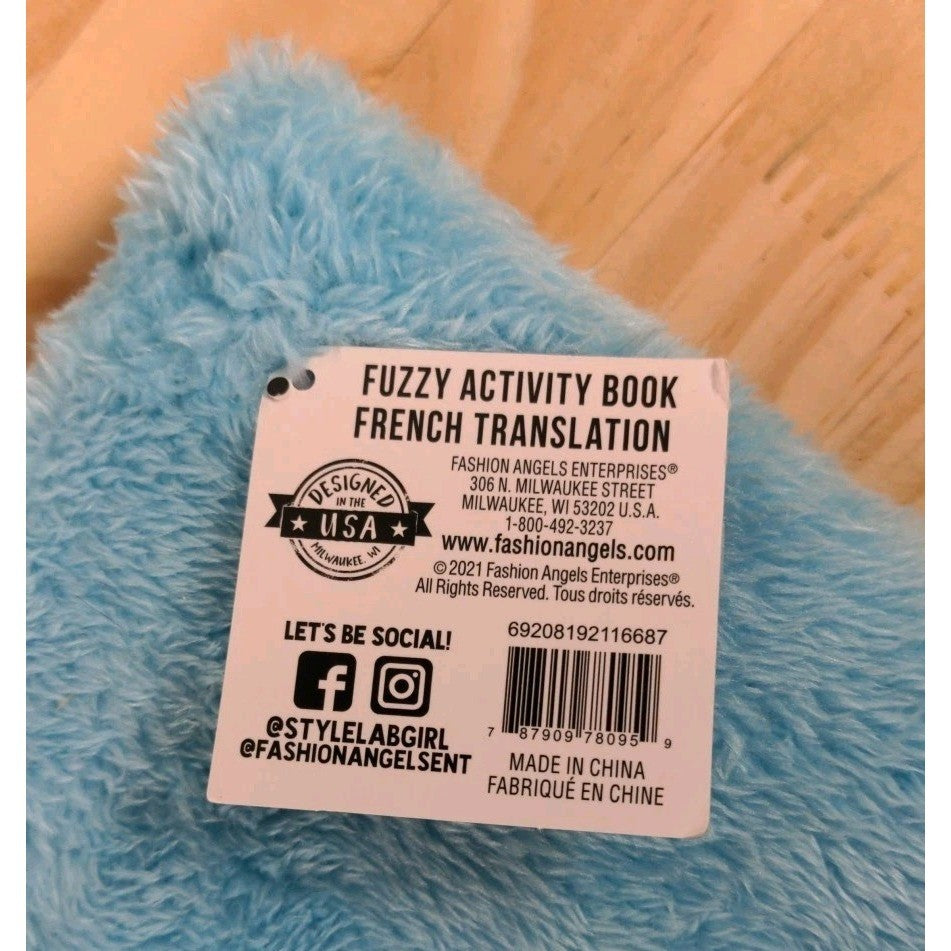 FUZZY ACTIVITY BOOK
FRENCH TRANSLATION
FASHION ANGELS ENTERPRISES®
306 N. MILWAUKEE STREET
MILWAUKEE, WI 53202 U.S.A.
1-800-492-3237
www.fashionangels.com
© 2021 Fashion Angels Enterprises®
All Rights Reserved. Tous droits réservés.
DESIGNED
IN THE
USA
MILWAUKEE, WI
LET'S BE SOCIAL!
@STYLELABGIRL
@FASHIONANGELSENT
69208192116687
7 87909 78095 9
MADE IN CHINA
FABRIQUÉ EN CHINE